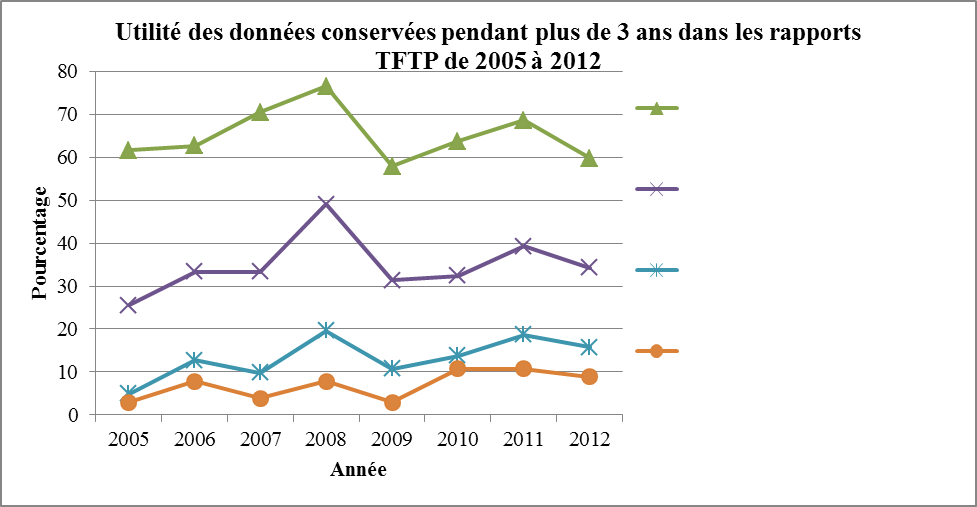 Utilité des données conservées pendant plus de 3 ans dans les rapports
TFTP de 2005 à 2012
80
70
60
50
40
30
20
10
0
Pourcentage
2005 2006 2007 2008 2009 2010 2011 2012
Année